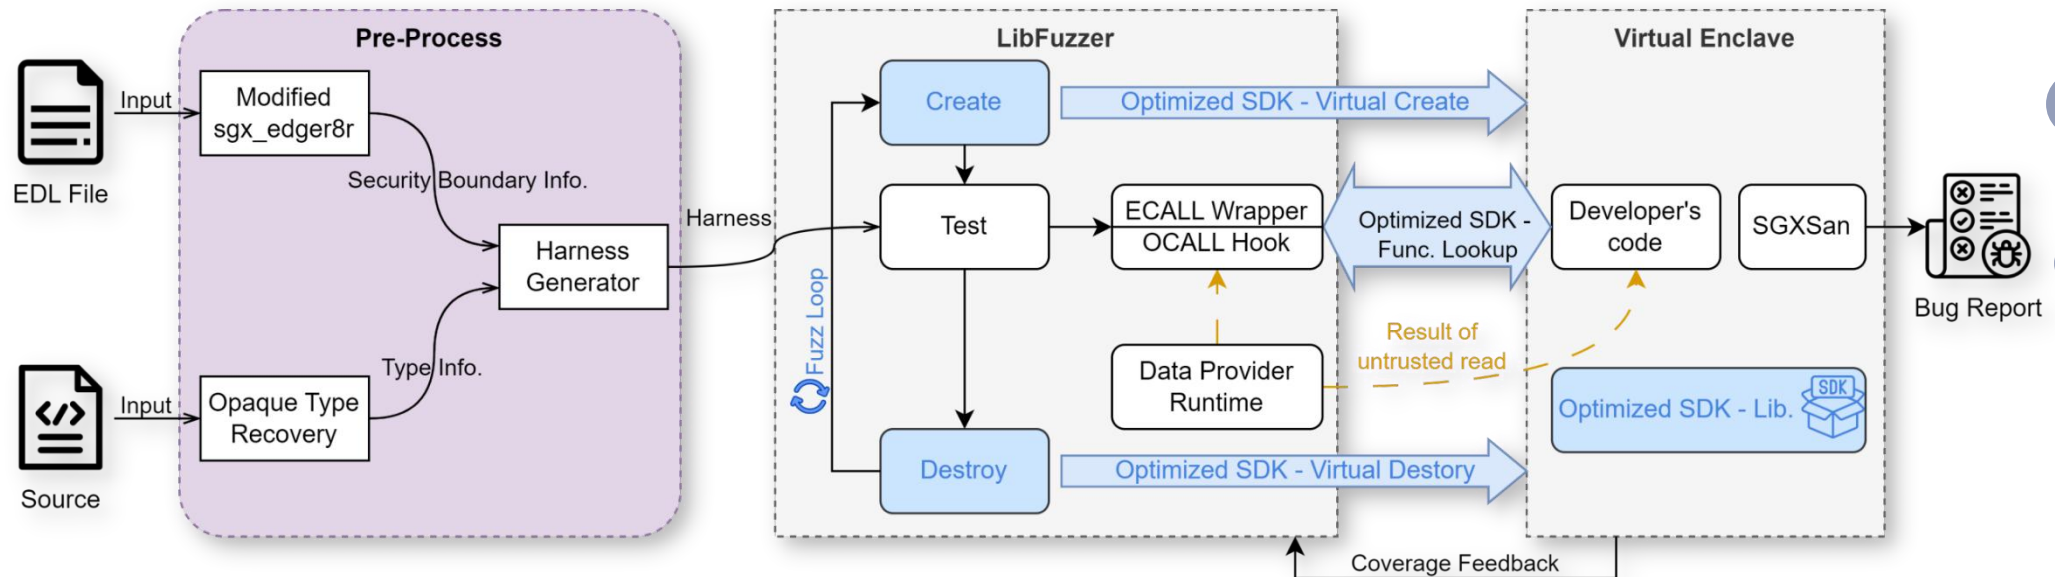 Pre-Process
LibFuzzer
Virtual Enclave
Input
Modified
sgx_edger8r
EDL File
Security Boundary Info.
Harness
Generator
Type Info.
Input
Opaque Type
Recovery
Source
Harness
Fuzz Loop
Create
Optimized SDK - Virtual Create
Test
ECALL Wrapper
OCALL Hook
Optimized SDK -
Func. Lookup
Developer's
code
SGXSan
Bug Report
Data Provider
Runtime
Result of
untrusted read
SDK
Optimized SDK - Lib.
Destroy
Optimized SDK - Virtual Destory
Coverage Feedback